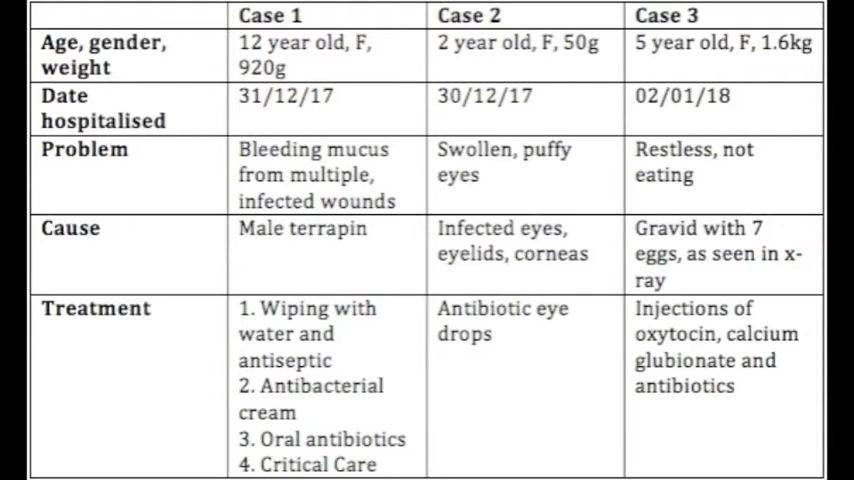 Case 1 Case 2 Case 3
Age, gender, weight 12 year old, F, 920g 2 year old, F, 50g 5 year old, F, 1.6kg
Date hospitalised 31/12/17 30/12/17 02/01/18
Problem Bleeding mucus from multiple, infected wounds Swollen, puffy eyes Restless, not eating
Cause Male terrapin Infected eyes, eyelids, corneas Gravid with 7 eggs, as seen in x-ray
Treatment 1. Wiping with water and antiseptic 2. Antibacterial cream 3. Oral antibiotics 4. Critical Care Antibiotic eye drops Injections of oxytocin, calcium glubionate and antibiotics